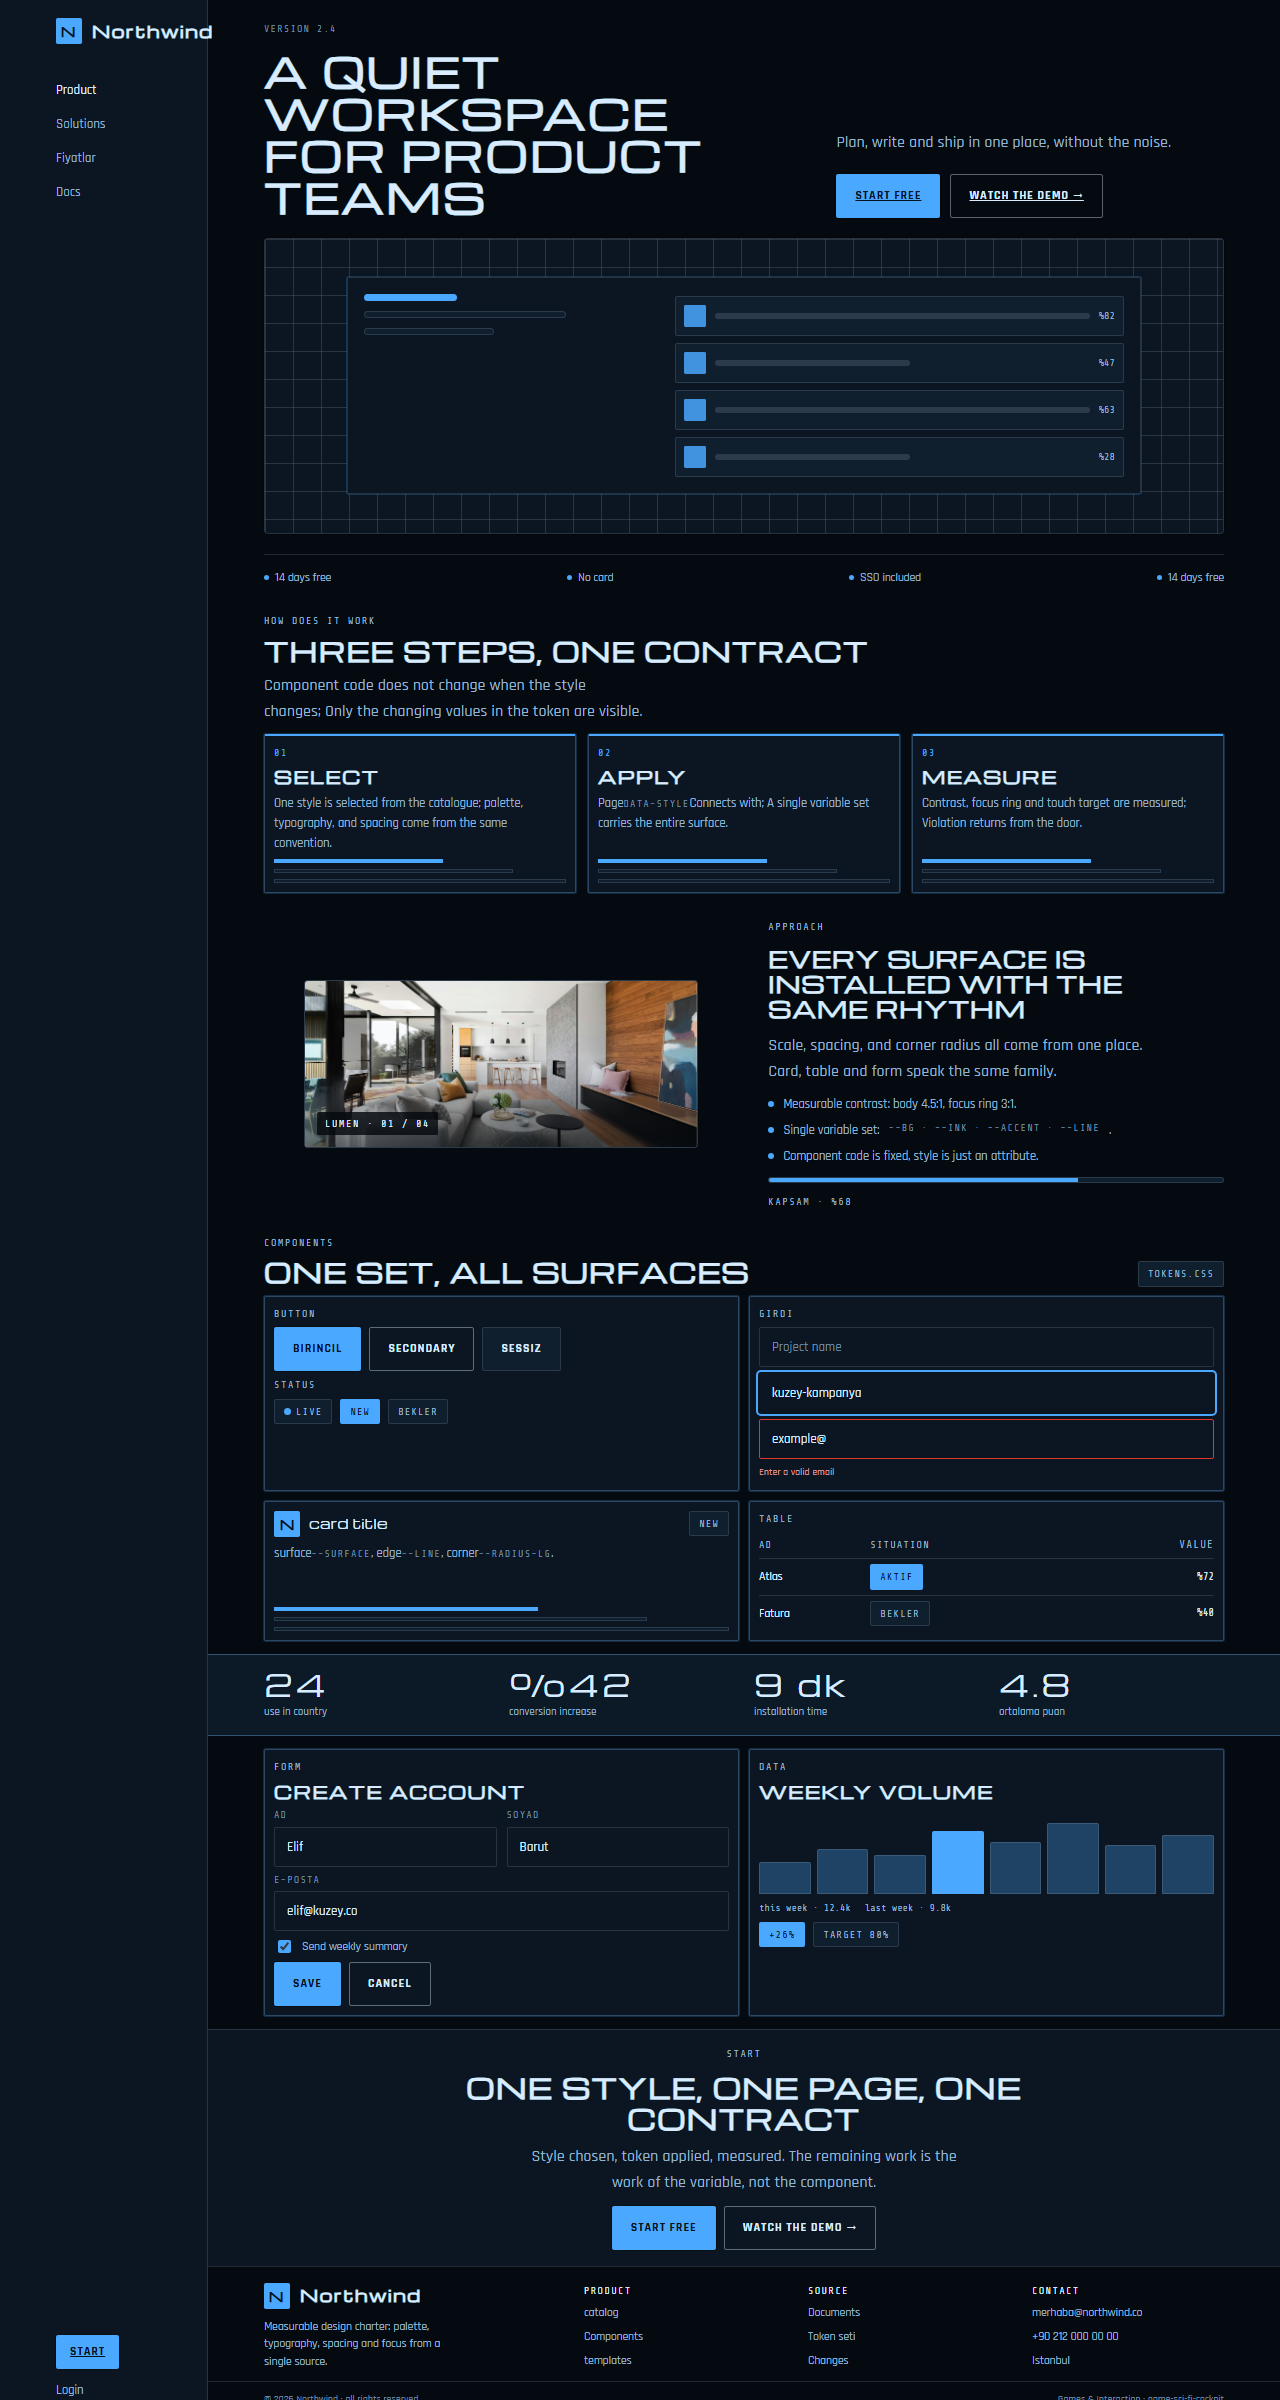 N Northwind
Product
Solutions
Fiyatlar
Docs
START
Login
VERSION 2.4
A QUIET
WORKSPACE
FOR PRODUCT
TEAMS
Plan, write and ship in one place, without the noise.
START FREE
WATCH THE DEMO →
%82
%47
%63
%28
14 days free
No card
SSO included
14 days free
HOW DOES IT WORK
THREE STEPS, ONE CONTRACT
Component code does not change when the style
changes; Only the changing values in the token are visible.
01
SELECT
One style is selected from the catalogue; palette,
typography, and spacing come from the same
convention.
02
APPLY
PageDATA-STYLEConnects with; A single variable set
carries the entire surface.
03
MEASURE
Contrast, focus ring and touch target are measured;
Violation returns from the door.
LUMEN · 01 / 04
APPROACH
EVERY SURFACE IS
INSTALLED WITH THE
SAME RHYTHM
Scale, spacing, and corner radius all come from one place.
Card, table and form speak the same family.
Measurable contrast: body 4.5:1, focus ring 3:1.
Single variable set: --BG · --INK · --ACCENT · --LINE .
Component code is fixed, style is just an attribute.
KAPSAM · %68
COMPONENTS
ONE SET, ALL SURFACES
TOKENS.CSS
BUTTON
BIRINCIL
SECONDARY
SESSIZ
STATUS
LIVE
NEW
BEKLER
GIRDI
Project name
kuzey-kampanya
example@
Enter a valid email
N card title
NEW
surface--SURFACE, edge--LINE, corner--RADIUS-LG.
TABLE
AD SITUATION VALUE
Atlas AKTIF %72
Fatura BEKLER %40
24
use in country
%42
conversion increase
9 dk
installation time
4.8
ortalama puan
FORM
CREATE ACCOUNT
AD
SOYAD
Elif
Barut
E-POSTA
elif@kuzey.co
Send weekly summary
SAVE
CANCEL
DATA
WEEKLY VOLUME
this week · 12.4k last week · 9.8k
+26%
TARGET 80%
START
ONE STYLE, ONE PAGE, ONE
CONTRACT
Style chosen, token applied, measured. The remaining work is the
work of the variable, not the component.
START FREE
WATCH THE DEMO →
N Northwind
Measurable design charter: palette,
typography, spacing and focus from a
single source.
PRODUCT
catalog
Components
templates
SOURCE
Documents
Token seti
Changes
CONTACT
merhaba@northwind.co
+90 212 000 00 00
Istanbul
© 2026 Northwind · all rights reserved
Games & Interaction · game-sci-fi-cockpit